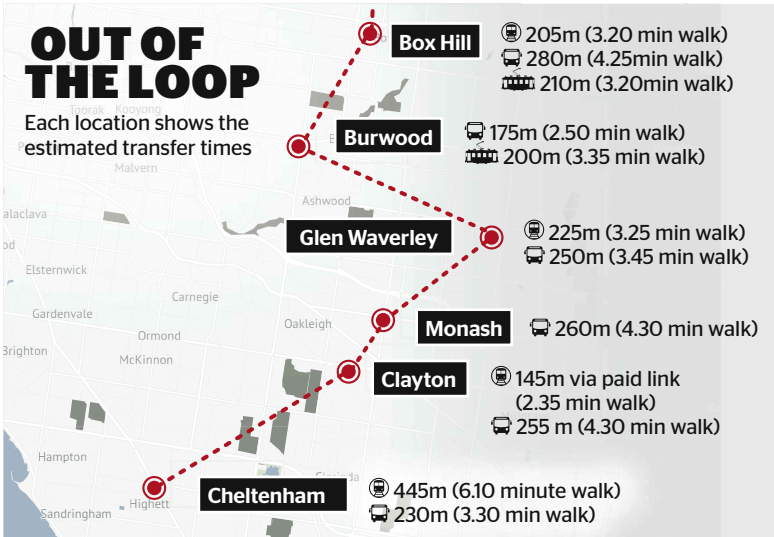 OUT OF
THE LOOP
Each location shows the
estimated transfer times
Box Hill
205m (3.20 min walk)
280m (4.25min walk)
210m (3.20min walk)
Burwood
175m (2.50 min walk)
200m (3.35 min walk)
Glen Waverley
225m (3.25 min walk)
250m (3.45 min walk)
Monash
260m (4.30 min walk)
Clayton
145m via paid link
(2.35 min walk)
255 m (4.30 min walk)
Cheltenham
445m (6.10 minute walk)
230m (3.30 min walk)
Toorak Kooyong
Malvern
Ashwood
alaclava
Elsternwick
Carnegie
Gardenvale
Oakleigh
Ormond
Brighton
McKinnon
Hampton
Highett
Sandringham